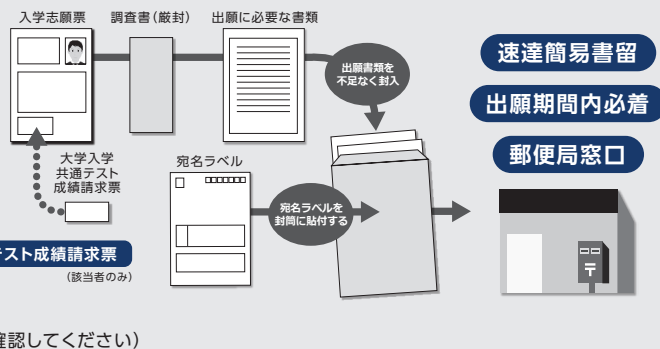 入学志願票
調査書(厳封)
出願に必要な書類
出願書類を
不足なく封入
速達簡易書留
出願期間内必着
郵便局窓口
大学入学
共通テスト
成績請求票
宛名ラベル
宛名ラベルを
封筒に貼付する
テスト成績請求票
(該当者のみ)
〒
確認してください)